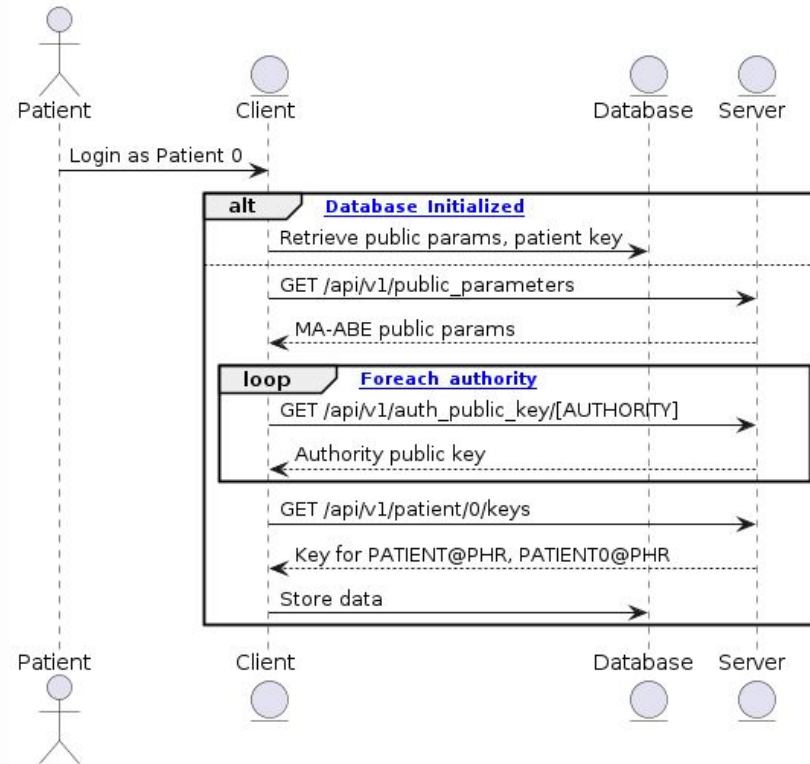 Patient Client Database Server
Login as Patient 0
alt Database Initialized
Retrieve public params, patient key
GET /api/v1/public_parameters
MA-ABE public params
loop Foreach authority
GET /api/v1/auth_public_key/[AUTHORITY]
Authority public key
GET /api/v1/patient/0/keys
Key for PATIENT@PHR, PATIENT0@PHR
Store data
Patient Client Database Server